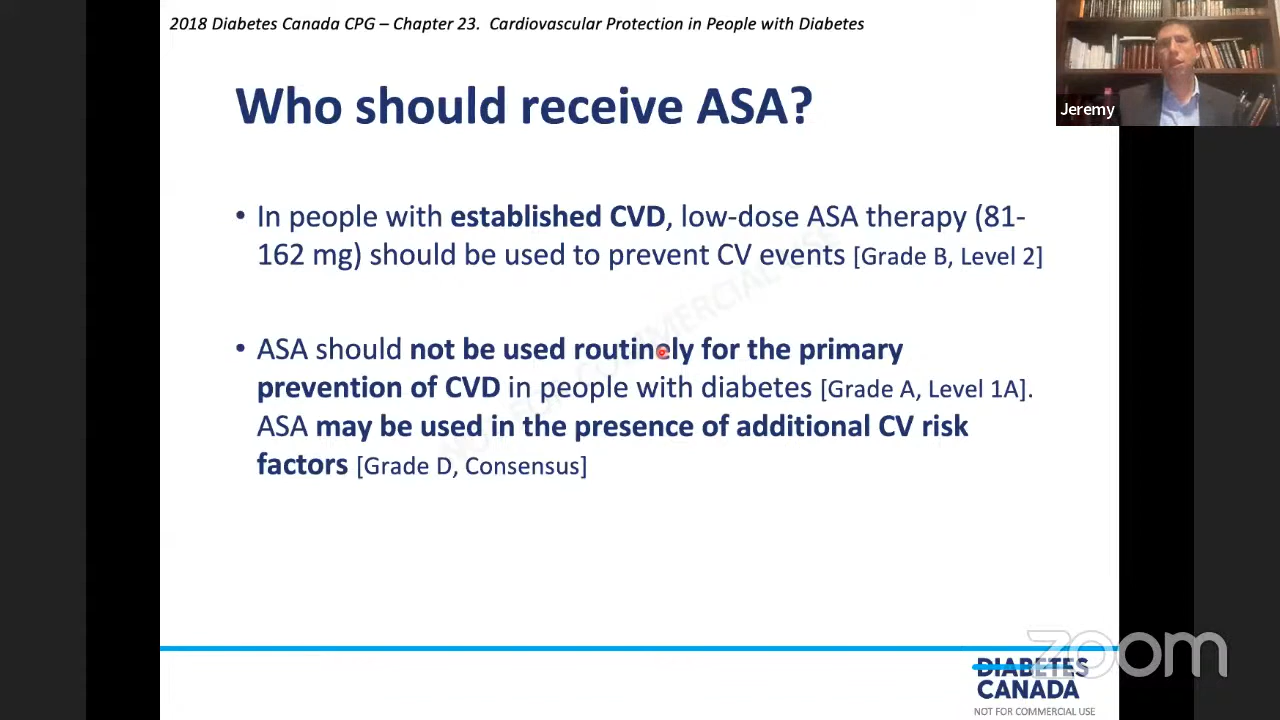 2018 Diabetes Canada CPG – Chapter 23. Cardiovascular Protection in People with Diabetes
Jeremy
Who should receive ASA?
• In people with established CVD, low-dose ASA therapy (81-
162 mg) should be used to prevent CV events [Grade B, Level 2]
• ASA should not be used routinely for the primary
prevention of CVD in people with diabetes [Grade A, Level 1A].
ASA may be used in the presence of additional CV risk
factors [Grade D, Consensus]
NOT FOR COMMERCIAL USE
zoom
DIABETES
CANADA
NOT FOR COMMERCIAL USE